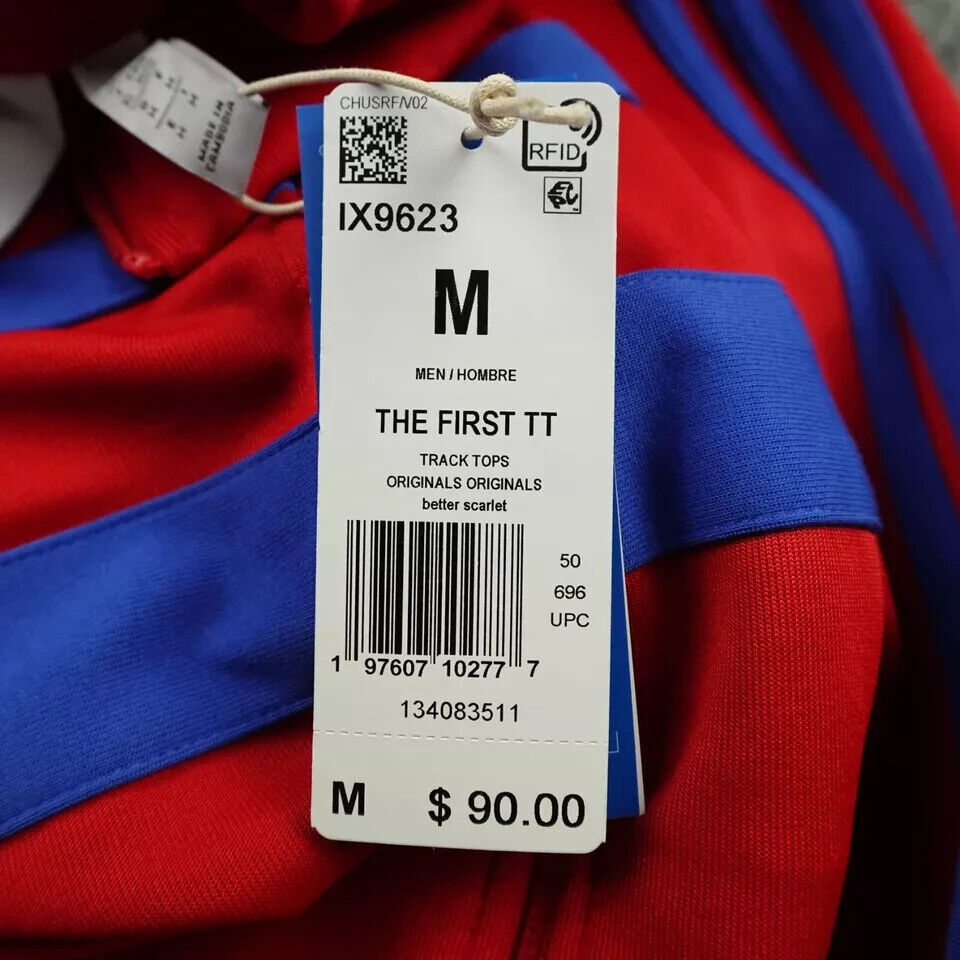 CHUSRF/V02
RFID
IX9623
M
MEN / HOMBRE
THE FIRST TT
TRACK TOPS
ORIGINALS ORIGINALS
better scarlet
50
696
UPC
1 97607 10277 7
134083511
M $ 90.00
MADE IN
CAMBODIA